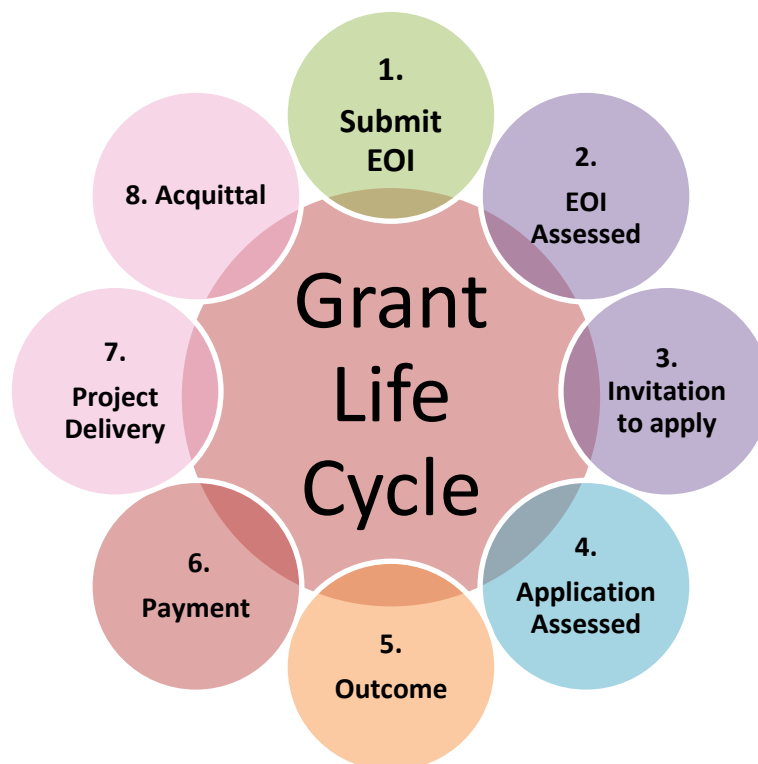 1.
Submit
EOI
2.
EOI
Assessed
3.
Invitation
to apply
4.
Application
Assessed
5.
Outcome
6.
Payment
7.
Project
Delivery
8. Acquittal
Grant
Life
Cycle